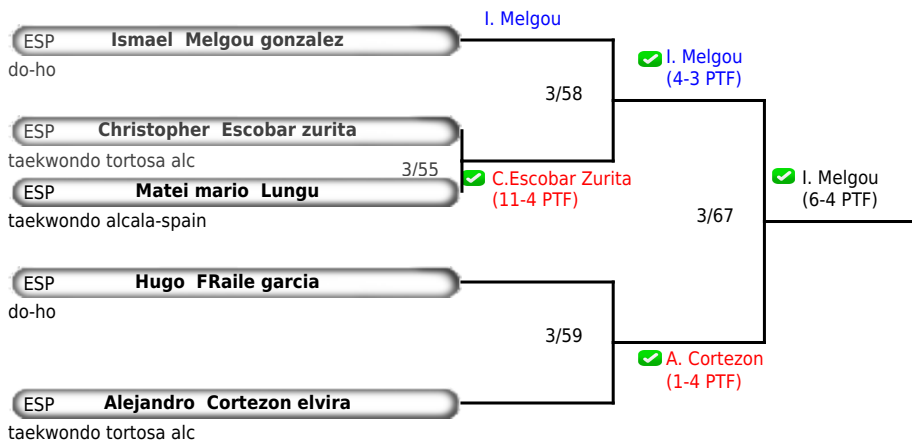 I. Melgou
ESP Ismael Melgou gonzalez
do-ho
I. Melgou
(4-3 PTF)
3/58
ESP Christopher Escobar zurita
taekwondo tortosa alc
3/55
C.Escobar Zurita
(11-4 PTF)
ESP Matei mario Lungu
taekwondo alcala-spain
I. Melgou
(6-4 PTF)
3/67
ESP Hugo FRaile garcia
do-ho
3/59
A. Cortezon
(1-4 PTF)
ESP Alejandro Cortezon elvira
taekwondo tortosa alc